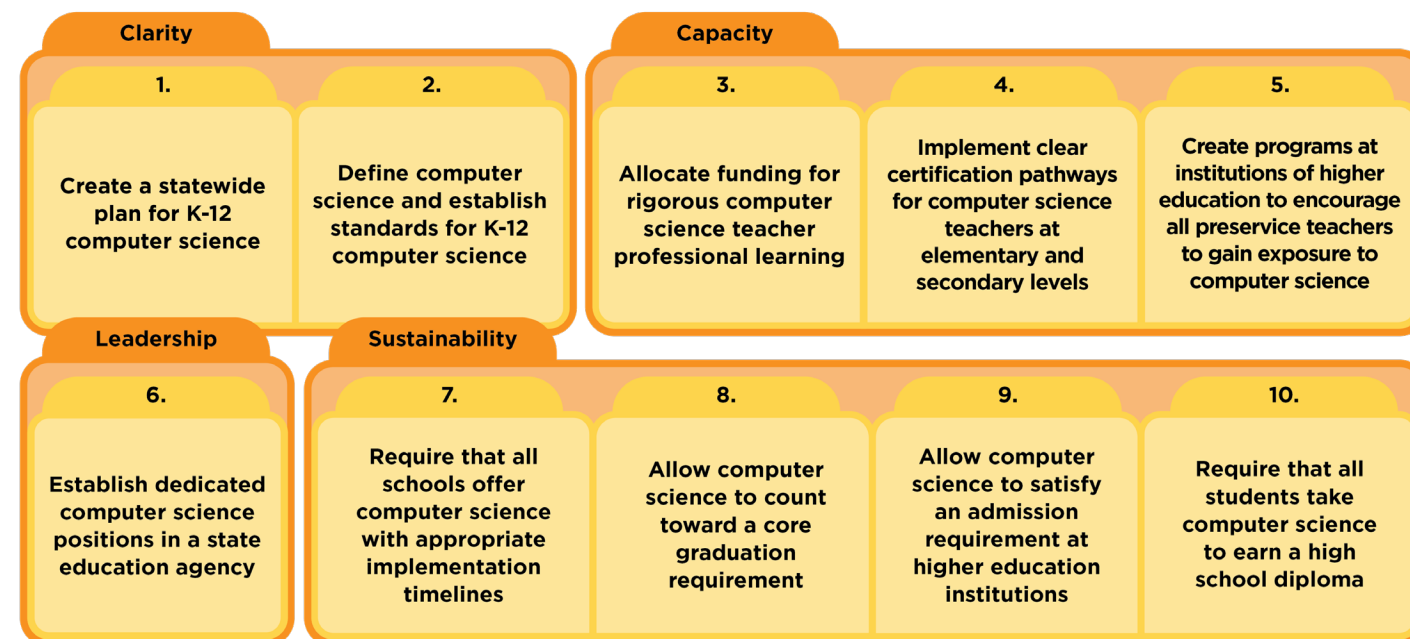 Clarity
1.
Create a statewide
plan for K-12
computer science
2.
Define computer
science and establish
standards for K-12
computer science
Capacity
3.
Allocate funding for
rigorous computer
science teacher
professional learning
4.
Implement clear
certification pathways
for computer science
teachers at
elementary and
secondary levels
5.
Create programs at
institutions of higher
education to encourage
all preservice teachers
to gain exposure to
computer science
Leadership
6.
Establish dedicated
computer science
positions in a state
education agency
Sustainability
7.
Require that all
schools offer
computer science
with appropriate
implementation
timelines
8.
Allow computer
science to count
toward a core
graduation
requirement
9.
Allow computer
science to satisfy
an admission
requirement at
higher education
institutions
10.
Require that all
students take
computer science
to earn a high
school diploma